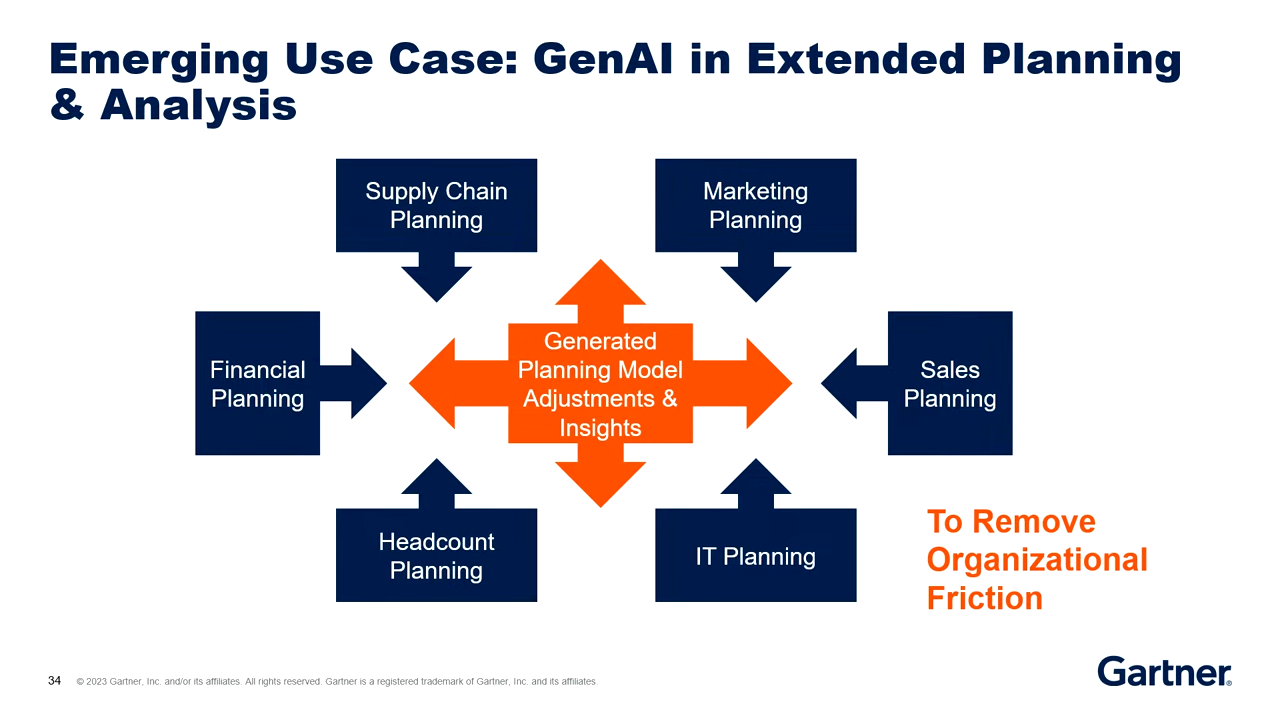 Emerging Use Case: GenAI in Extended Planning
& Analysis
Supply Chain
Planning
Marketing
Planning
Financial
Planning
Generated
Planning Model
Adjustments &
Insights
Sales
Planning
Headcount
Planning
IT Planning
To Remove
Organizational
Friction
34 © 2023 Gartner, Inc. and/or its affiliates. All rights reserved. Gartner is a registered trademark of Gartner, Inc. and its affiliates.
Gartner®